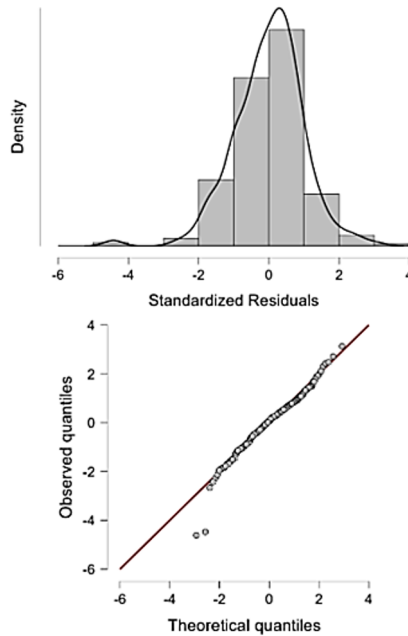 Density
-6 -4 -2 0 2 4
Standardized Residuals
4
2
0
-2
-4
-6
Observed quantiles
-6 -4 -2 0 2 4
Theoretical quantiles